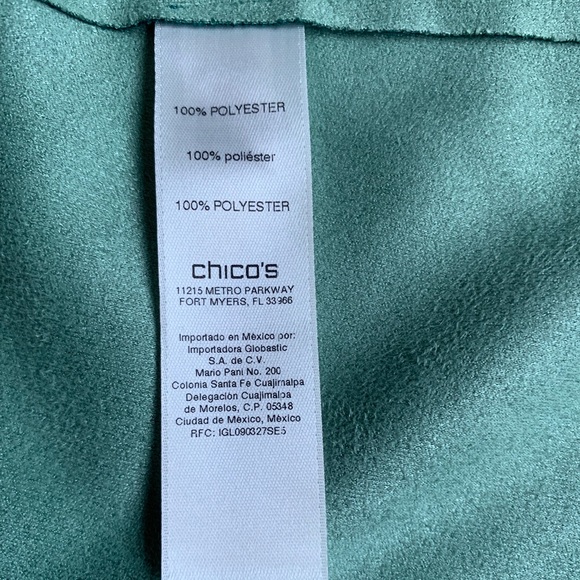 100% POLYESTER
100% poliéster
100% POLYESTER
chico's
11215 METRO PARKWAY
FORT MYERS, FL 33966
Importado en México por:
Importadora Globastic
S.A. de C.V.
Mario Pani No. 200
Colonia Santa Fe Cuajimalpa
Delegación Cuajimalpa
de Morelos, C.P. 05348
Ciudad de México, México
RFC: IGL090327SE5